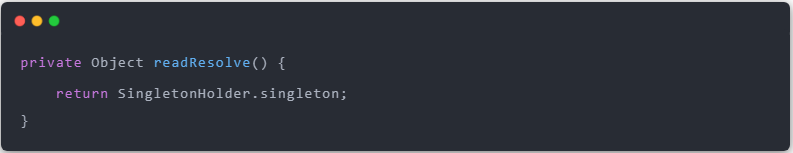 private Object readResolve() {
    return SingletonHolder.singleton;
}